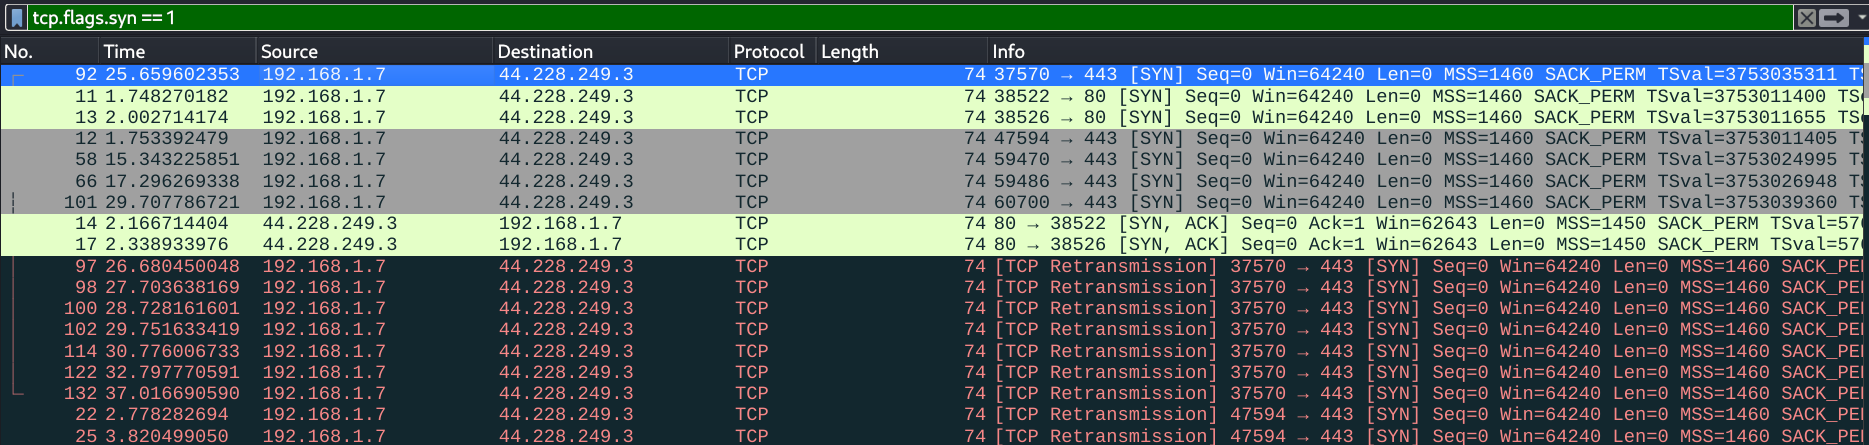 tcp.flags.syn == 1
No. Time Source Destination Protocol Length Info
92 25.659602353 192.168.1.7 44.228.249.3 TCP 74 37570 → 443 [SYN] Seq=0 Win=64240 Len=0 MSS=1460 SACK_PERM TSval=3753035311 TS
11 1.748270182 192.168.1.7 44.228.249.3 TCP 74 38522 → 80 [SYN] Seq=0 Win=64240 Len=0 MSS=1460 SACK_PERM TSval=3753011400 TS
13 2.002714174 192.168.1.7 44.228.249.3 TCP 74 38526 → 80 [SYN] Seq=0 Win=64240 Len=0 MSS=1460 SACK_PERM TSval=3753011655 TS
12 1.753392479 192.168.1.7 44.228.249.3 TCP 74 47594 → 443 [SYN] Seq=0 Win=64240 Len=0 MSS=1460 SACK_PERM TSval=3753011405 TS
58 15.343225851 192.168.1.7 44.228.249.3 TCP 74 59470 → 443 [SYN] Seq=0 Win=64240 Len=0 MSS=1460 SACK_PERM TSval=3753024995 TS
66 17.296269338 192.168.1.7 44.228.249.3 TCP 74 59486 → 443 [SYN] Seq=0 Win=64240 Len=0 MSS=1460 SACK_PERM TSval=3753026948 TS
101 29.707786721 192.168.1.7 44.228.249.3 TCP 74 60700 → 443 [SYN] Seq=0 Win=64240 Len=0 MSS=1460 SACK_PERM TSval=3753039360 TS
14 2.166714404 44.228.249.3 192.168.1.7 TCP 74 80 → 38522 [SYN, ACK] Seq=0 Ack=1 Win=62643 Len=0 MSS=1450 SACK_PERM TSval=57
17 2.338933976 44.228.249.3 192.168.1.7 TCP 74 80 → 38526 [SYN, ACK] Seq=0 Ack=1 Win=62643 Len=0 MSS=1450 SACK_PERM TSval=57
97 26.680450048 192.168.1.7 44.228.249.3 TCP 74 [TCP Retransmission] 37570 → 443 [SYN] Seq=0 Win=64240 Len=0 MSS=1460 SACK_PE
98 27.703638169 192.168.1.7 44.228.249.3 TCP 74 [TCP Retransmission] 37570 → 443 [SYN] Seq=0 Win=64240 Len=0 MSS=1460 SACK_PE
100 28.728161601 192.168.1.7 44.228.249.3 TCP 74 [TCP Retransmission] 37570 → 443 [SYN] Seq=0 Win=64240 Len=0 MSS=1460 SACK_PE
102 29.751633419 192.168.1.7 44.228.249.3 TCP 74 [TCP Retransmission] 37570 → 443 [SYN] Seq=0 Win=64240 Len=0 MSS=1460 SACK_PE
114 30.776006733 192.168.1.7 44.228.249.3 TCP 74 [TCP Retransmission] 37570 → 443 [SYN] Seq=0 Win=64240 Len=0 MSS=1460 SACK_PE
122 32.797770591 192.168.1.7 44.228.249.3 TCP 74 [TCP Retransmission] 37570 → 443 [SYN] Seq=0 Win=64240 Len=0 MSS=1460 SACK_PE
132 37.016690590 192.168.1.7 44.228.249.3 TCP 74 [TCP Retransmission] 37570 → 443 [SYN] Seq=0 Win=64240 Len=0 MSS=1460 SACK_PE
22 2.778282694 192.168.1.7 44.228.249.3 TCP 74 [TCP Retransmission] 47594 → 443 [SYN] Seq=0 Win=64240 Len=0 MSS=1460 SACK_PE
25 3.820499050 192.168.1.7 44.228.249.3 TCP 74 [TCP Retransmission] 47594 → 443 [SYN] Seq=0 Win=64240 Len=0 MSS=1460 SACK_PE